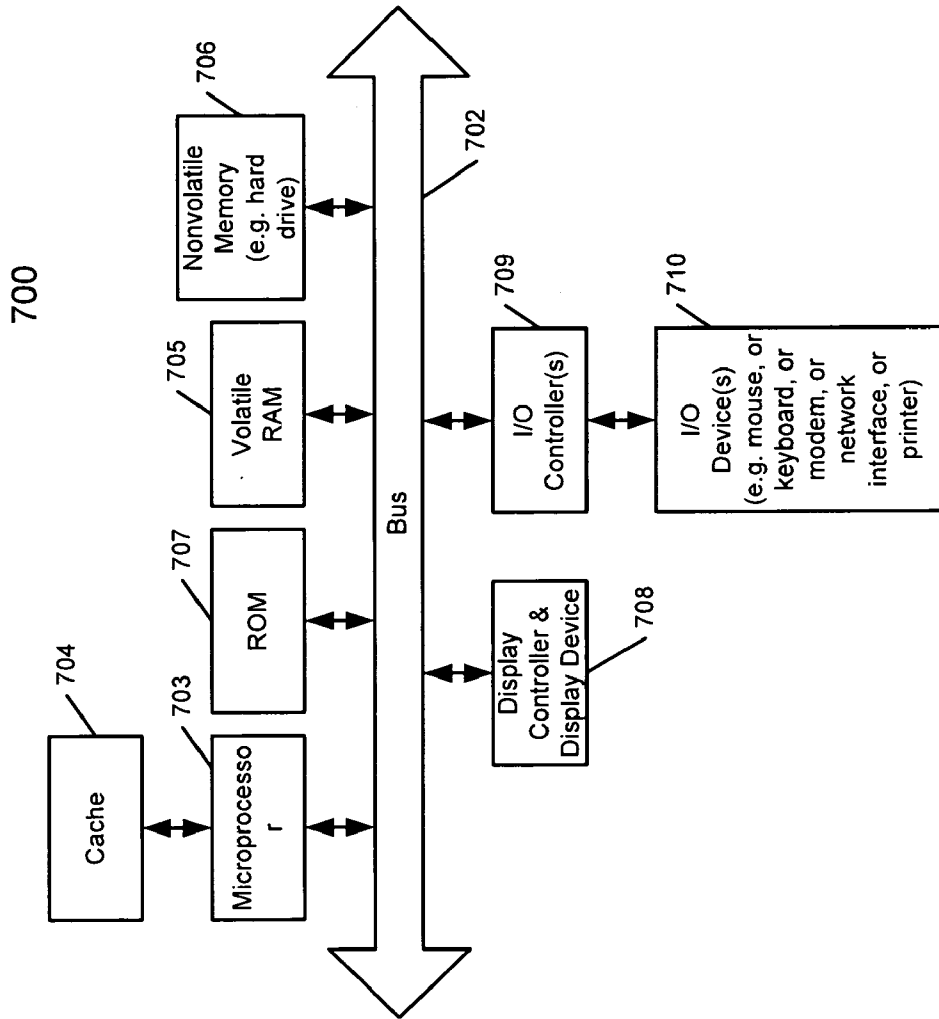 700
704
Cache
703
707
705
706
Microprocesso
r
ROM
Volatile
RAM
Nonvolatile
Memory
(e.g. hard
drive)
Bus
702
Display
Controller &
Display Device
708
I/O
Controller(s)
709
I/O
Device(s)
(e.g. mouse, or
keyboard, or
modem, or
network
interface, or
printer)
710